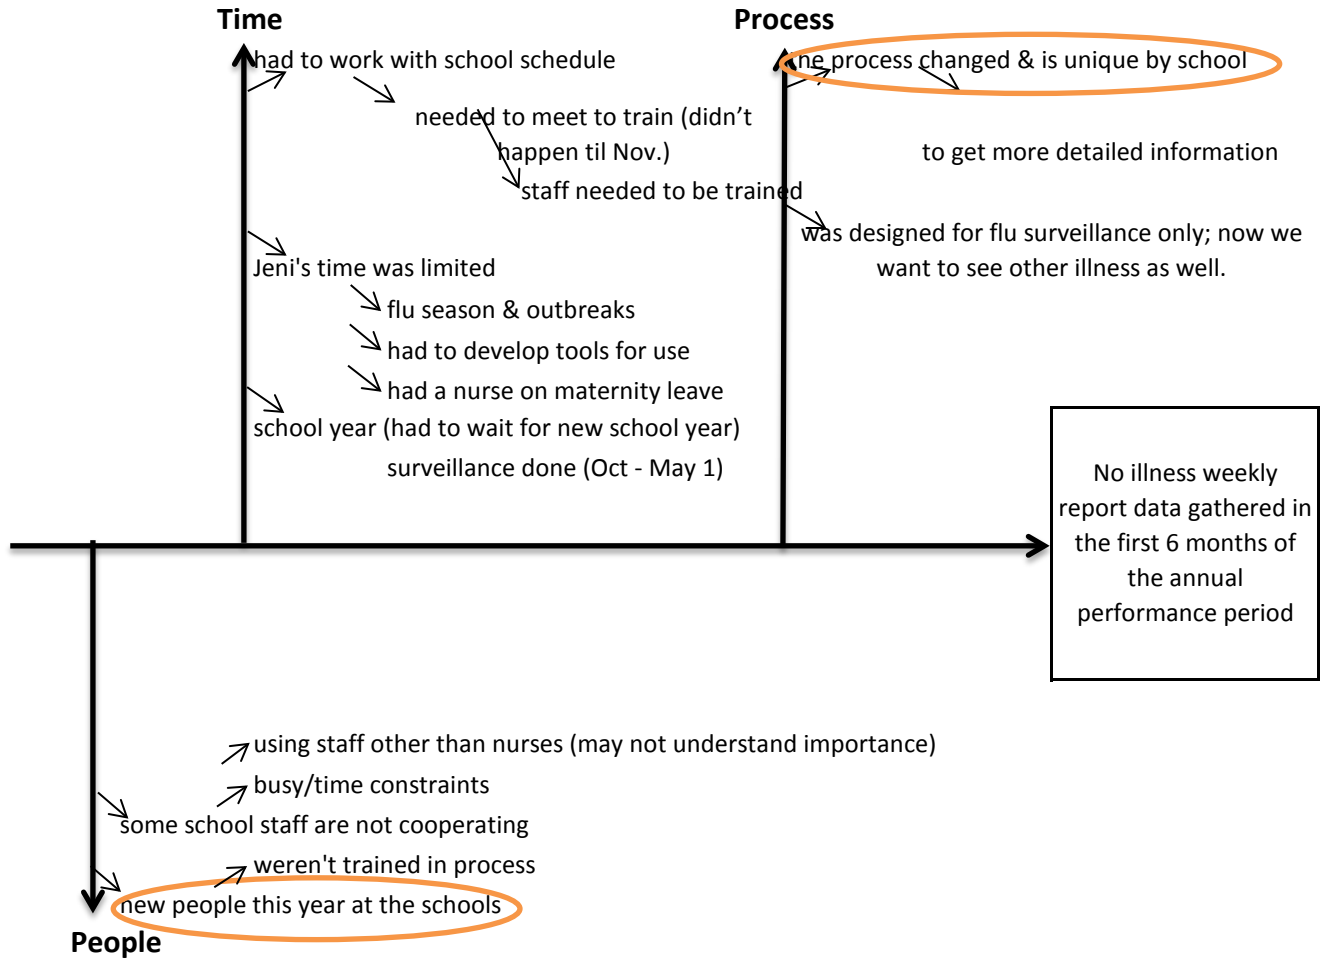 Time
had to work with school schedule
needed to meet to train (didn't
happen til Nov.)
staff needed to be trained
Jeni's time was limited
flu season & outbreaks
had to develop tools for use
had a nurse on maternity leave
school year (had to wait for new school year)
surveillance done (Oct - May 1)
Process
the process changed & is unique by school
to get more detailed information
was designed for flu surveillance only; now we
want to see other illness as well.
No illness weekly
report data gathered in
the first 6 months of
the annual
performance period
using staff other than nurses (may not understand importance)
busy/time constraints
some school staff are not cooperating
weren't trained in process
new people this year at the schools
People